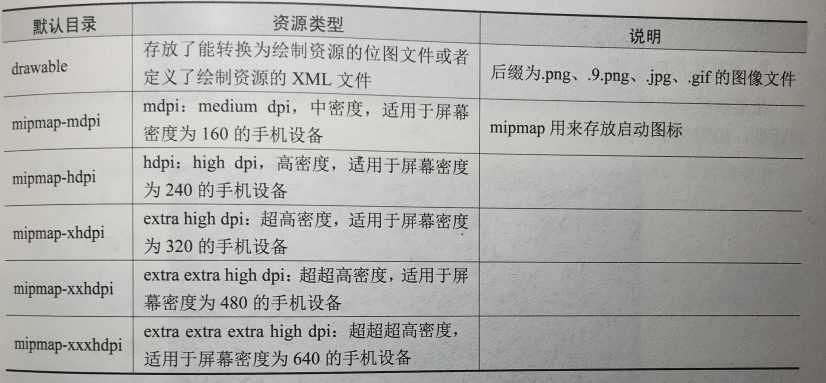 默认目录 资源类型 说明
drawable 存放了能转换为绘制资源的位图文件或者
定义了绘制资源的 XML 文件 后缀为.png、.9.png、.jpg、.gif 的图像文件
mipmap-mdpi mdpi：medium dpi，中密度，适用于屏幕
密度为 160 的手机设备 mipmap 用来存放启动图标
mipmap-hdpi hdpi：high dpi，高密度，适用于屏幕密度
为 240 的手机设备
mipmap-xhdpi extra high dpi：超高密度，适用于屏幕密度
为 320 的手机设备
mipmap-xxhdpi extra extra high dpi：超超高密度，适用于屏
幕密度为 480 的手机设备
mipmap-xxxhdpi extra extra extra high dpi：超超超高密度，
适用于屏幕密度为 640 的手机设备